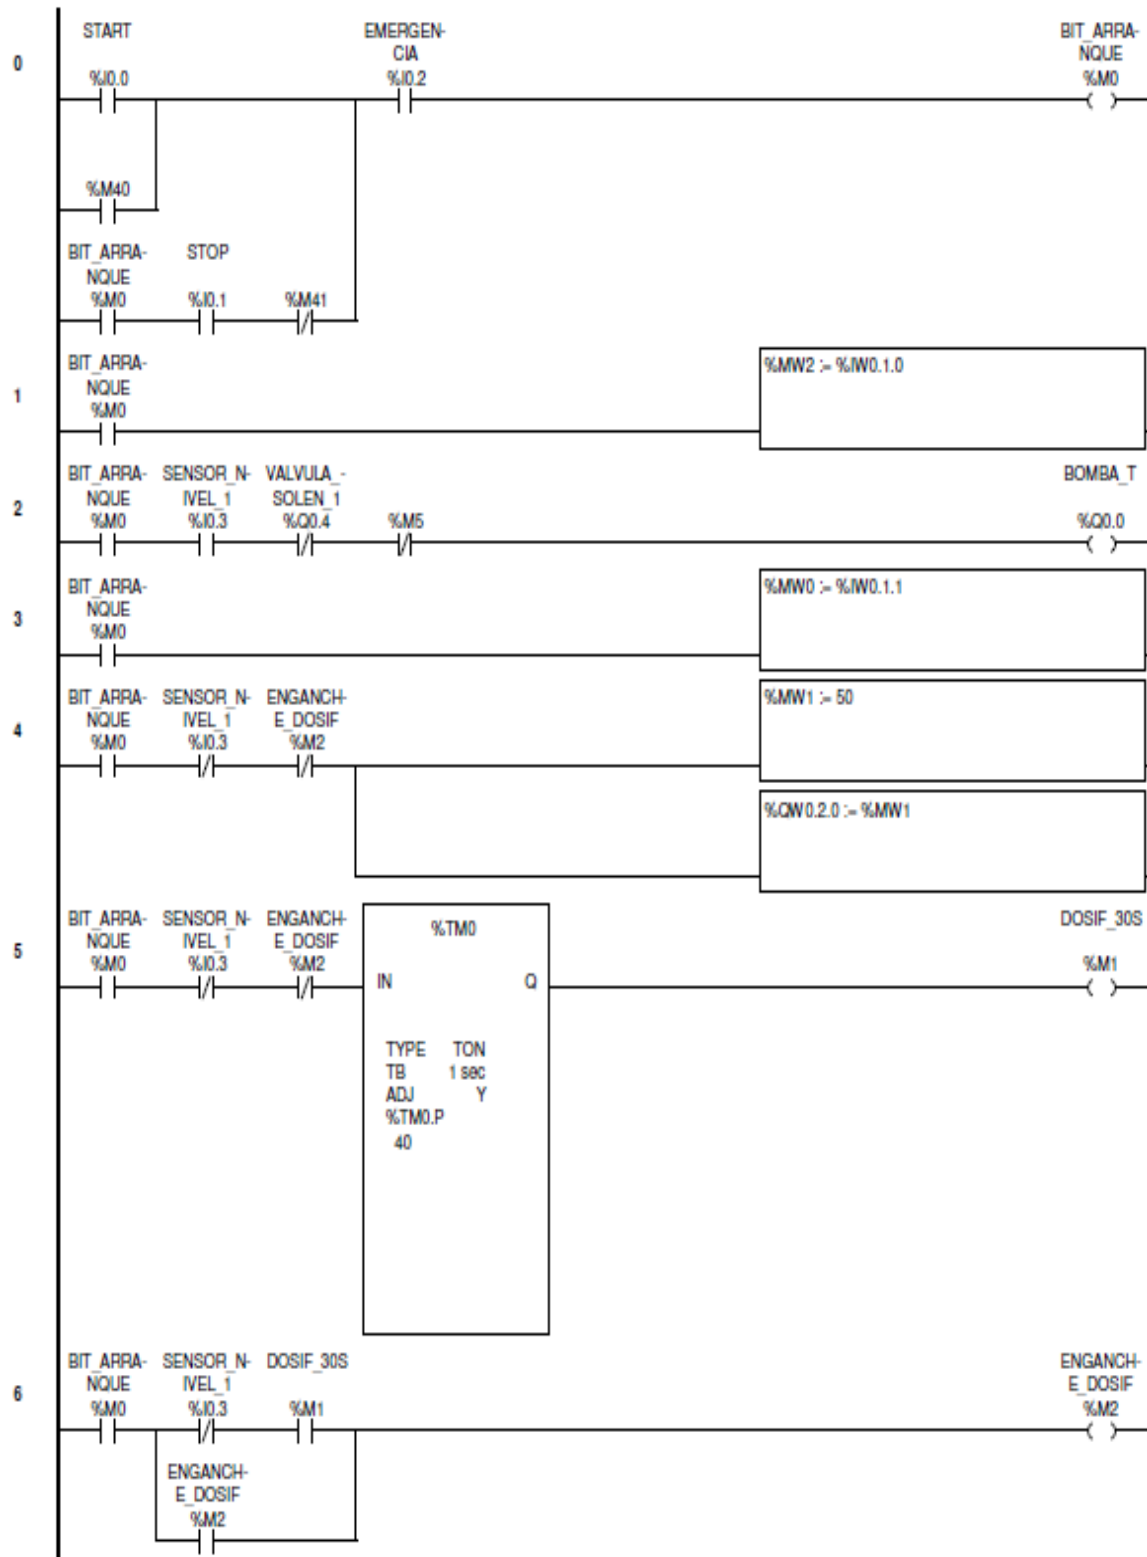 0
START
%I0.0
EMERGEN-
CIA
%I0.2
BIT_ARRA-
NQUE
%M0
%M40
BIT_ARRA-
NQUE
%M0
STOP
%I0.1
%M41
1
BIT_ARRA-
NQUE
%M0
%MW2 := %IW0.1.0
2
BIT_ARRA-
NQUE
%M0
SENSOR_N-
IVEL_1
%I0.3
VALVULA_-
SOLEN_1
%Q0.4
%M5
BOMBA_T
%Q0.0
3
BIT_ARRA-
NQUE
%M0
%MW0 := %IW0.1.1
4
BIT_ARRA-
NQUE
%M0
SENSOR_N-
IVEL_1
%I0.3
ENGANCH-
E_DOSIF
%M2
%MW1 := 50
%QW0.2.0 := %MW1
5
BIT_ARRA-
NQUE
%M0
SENSOR_N-
IVEL_1
%I0.3
ENGANCH-
E_DOSIF
%M2
%TM0
IN Q
TYPE TON
TB 1 sec
ADJ Y
%TM0.P
40
DOSIF_30S
%M1
6
BIT_ARRA-
NQUE
%M0
SENSOR_N-
IVEL_1
%I0.3
DOSIF_30S
%M1
ENGANCH-
E_DOSIF
%M2
ENGANCH-
E_DOSIF
%M2